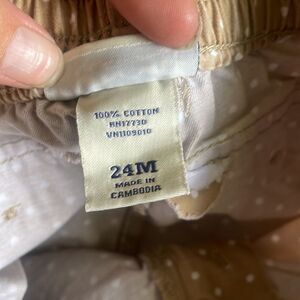 100% COTTON
RN17730
VN1109010
24M
MADE IN
CAMBODIA